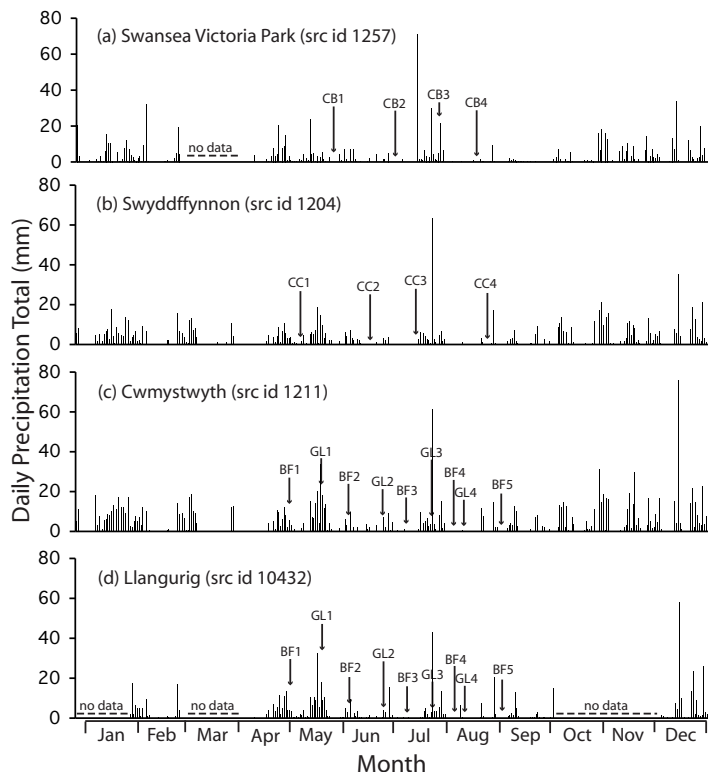 Daily Precipitation Total (mm)
80
60
40
20
0
(a) Swansea Victoria Park (src id 1257)
CB1
CB2
CB3
CB4
no data
80
60
40
20
0
(b) Swyddffynnon (src id 1204)
CC1
CC2
CC3
CC4
80
60
40
20
0
(c) Cwmystwyth (src id 1211)
BF1
GL1
BF2
GL2
BF3
GL3
BF4
GL4
BF5
80
60
40
20
0
(d) Llangurig (src id 10432)
BF1
GL1
BF2
GL2
BF3
GL3
BF4
GL4
BF5
no data
no data
no data
Jan Feb Mar Apr May Jun Jul Aug Sep Oct Nov Dec
Month